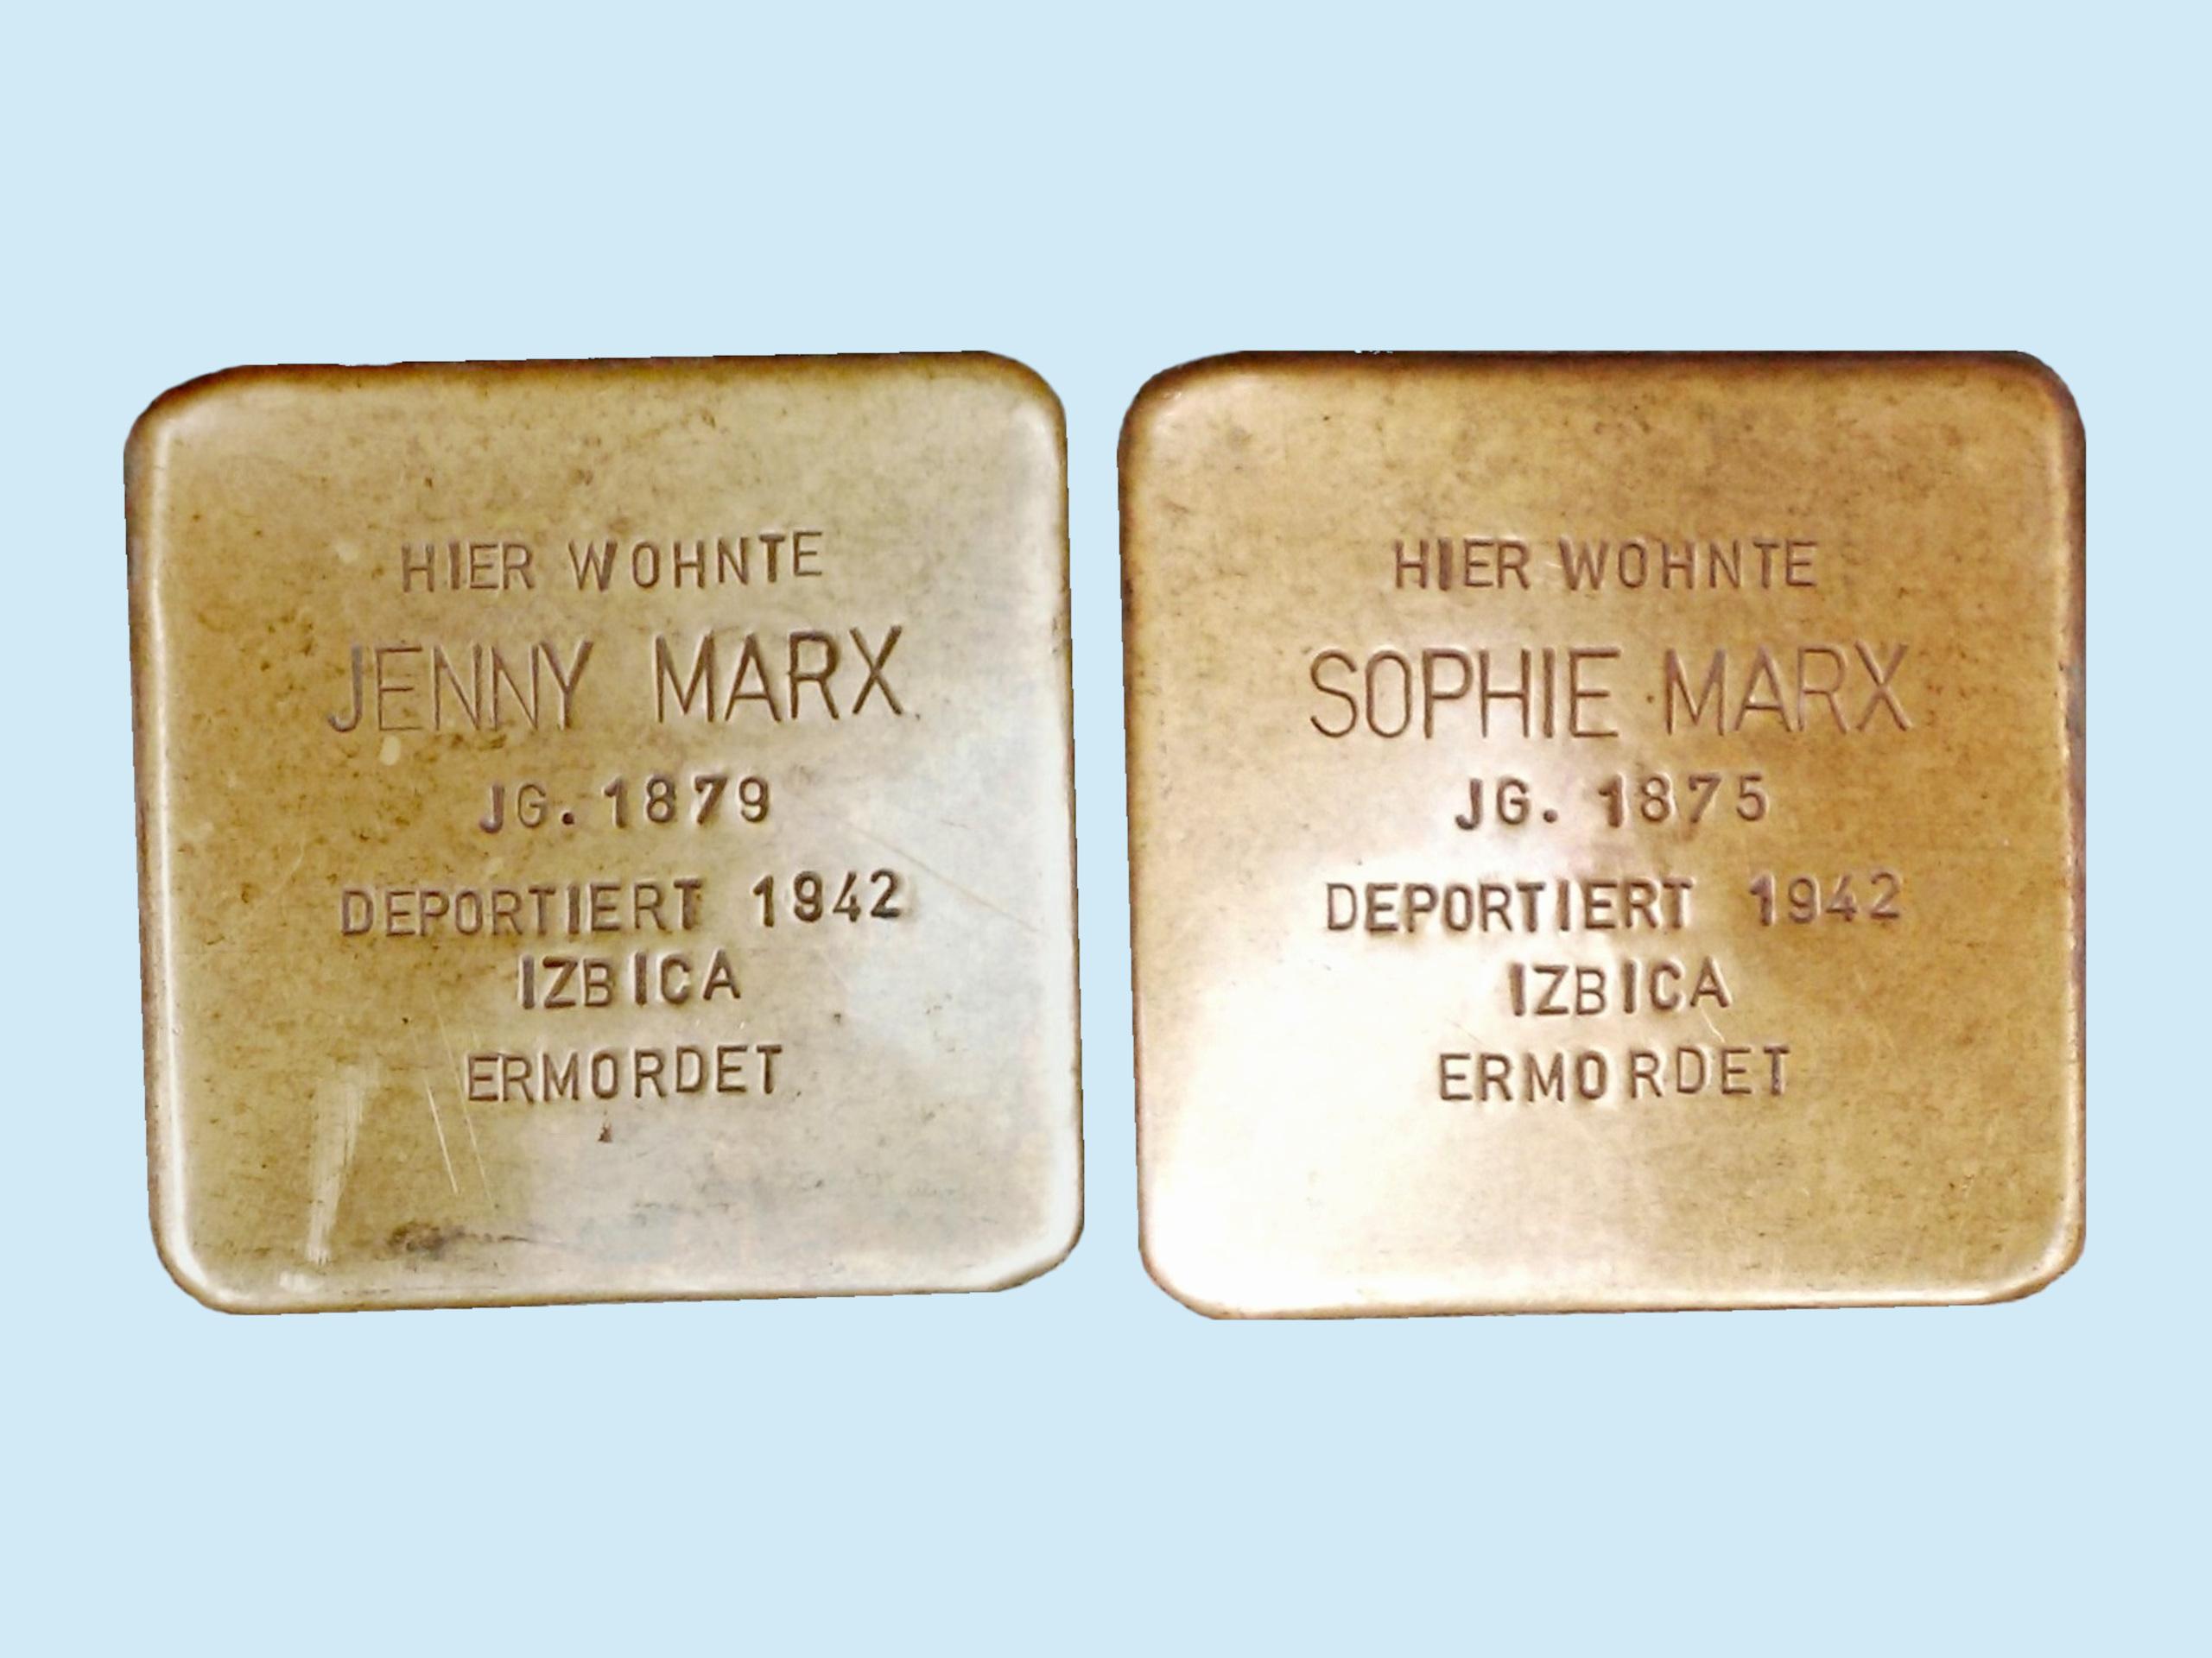 HIER WOHNTE
JENNY MARX
JG. 1879
DEPORTIERT 1942
IZBICA
ERMORDET
HIER WOHNTE
SOPHIE MARX
JG. 1875
DEPORTIERT 1942
IZBICA
ERMORDET